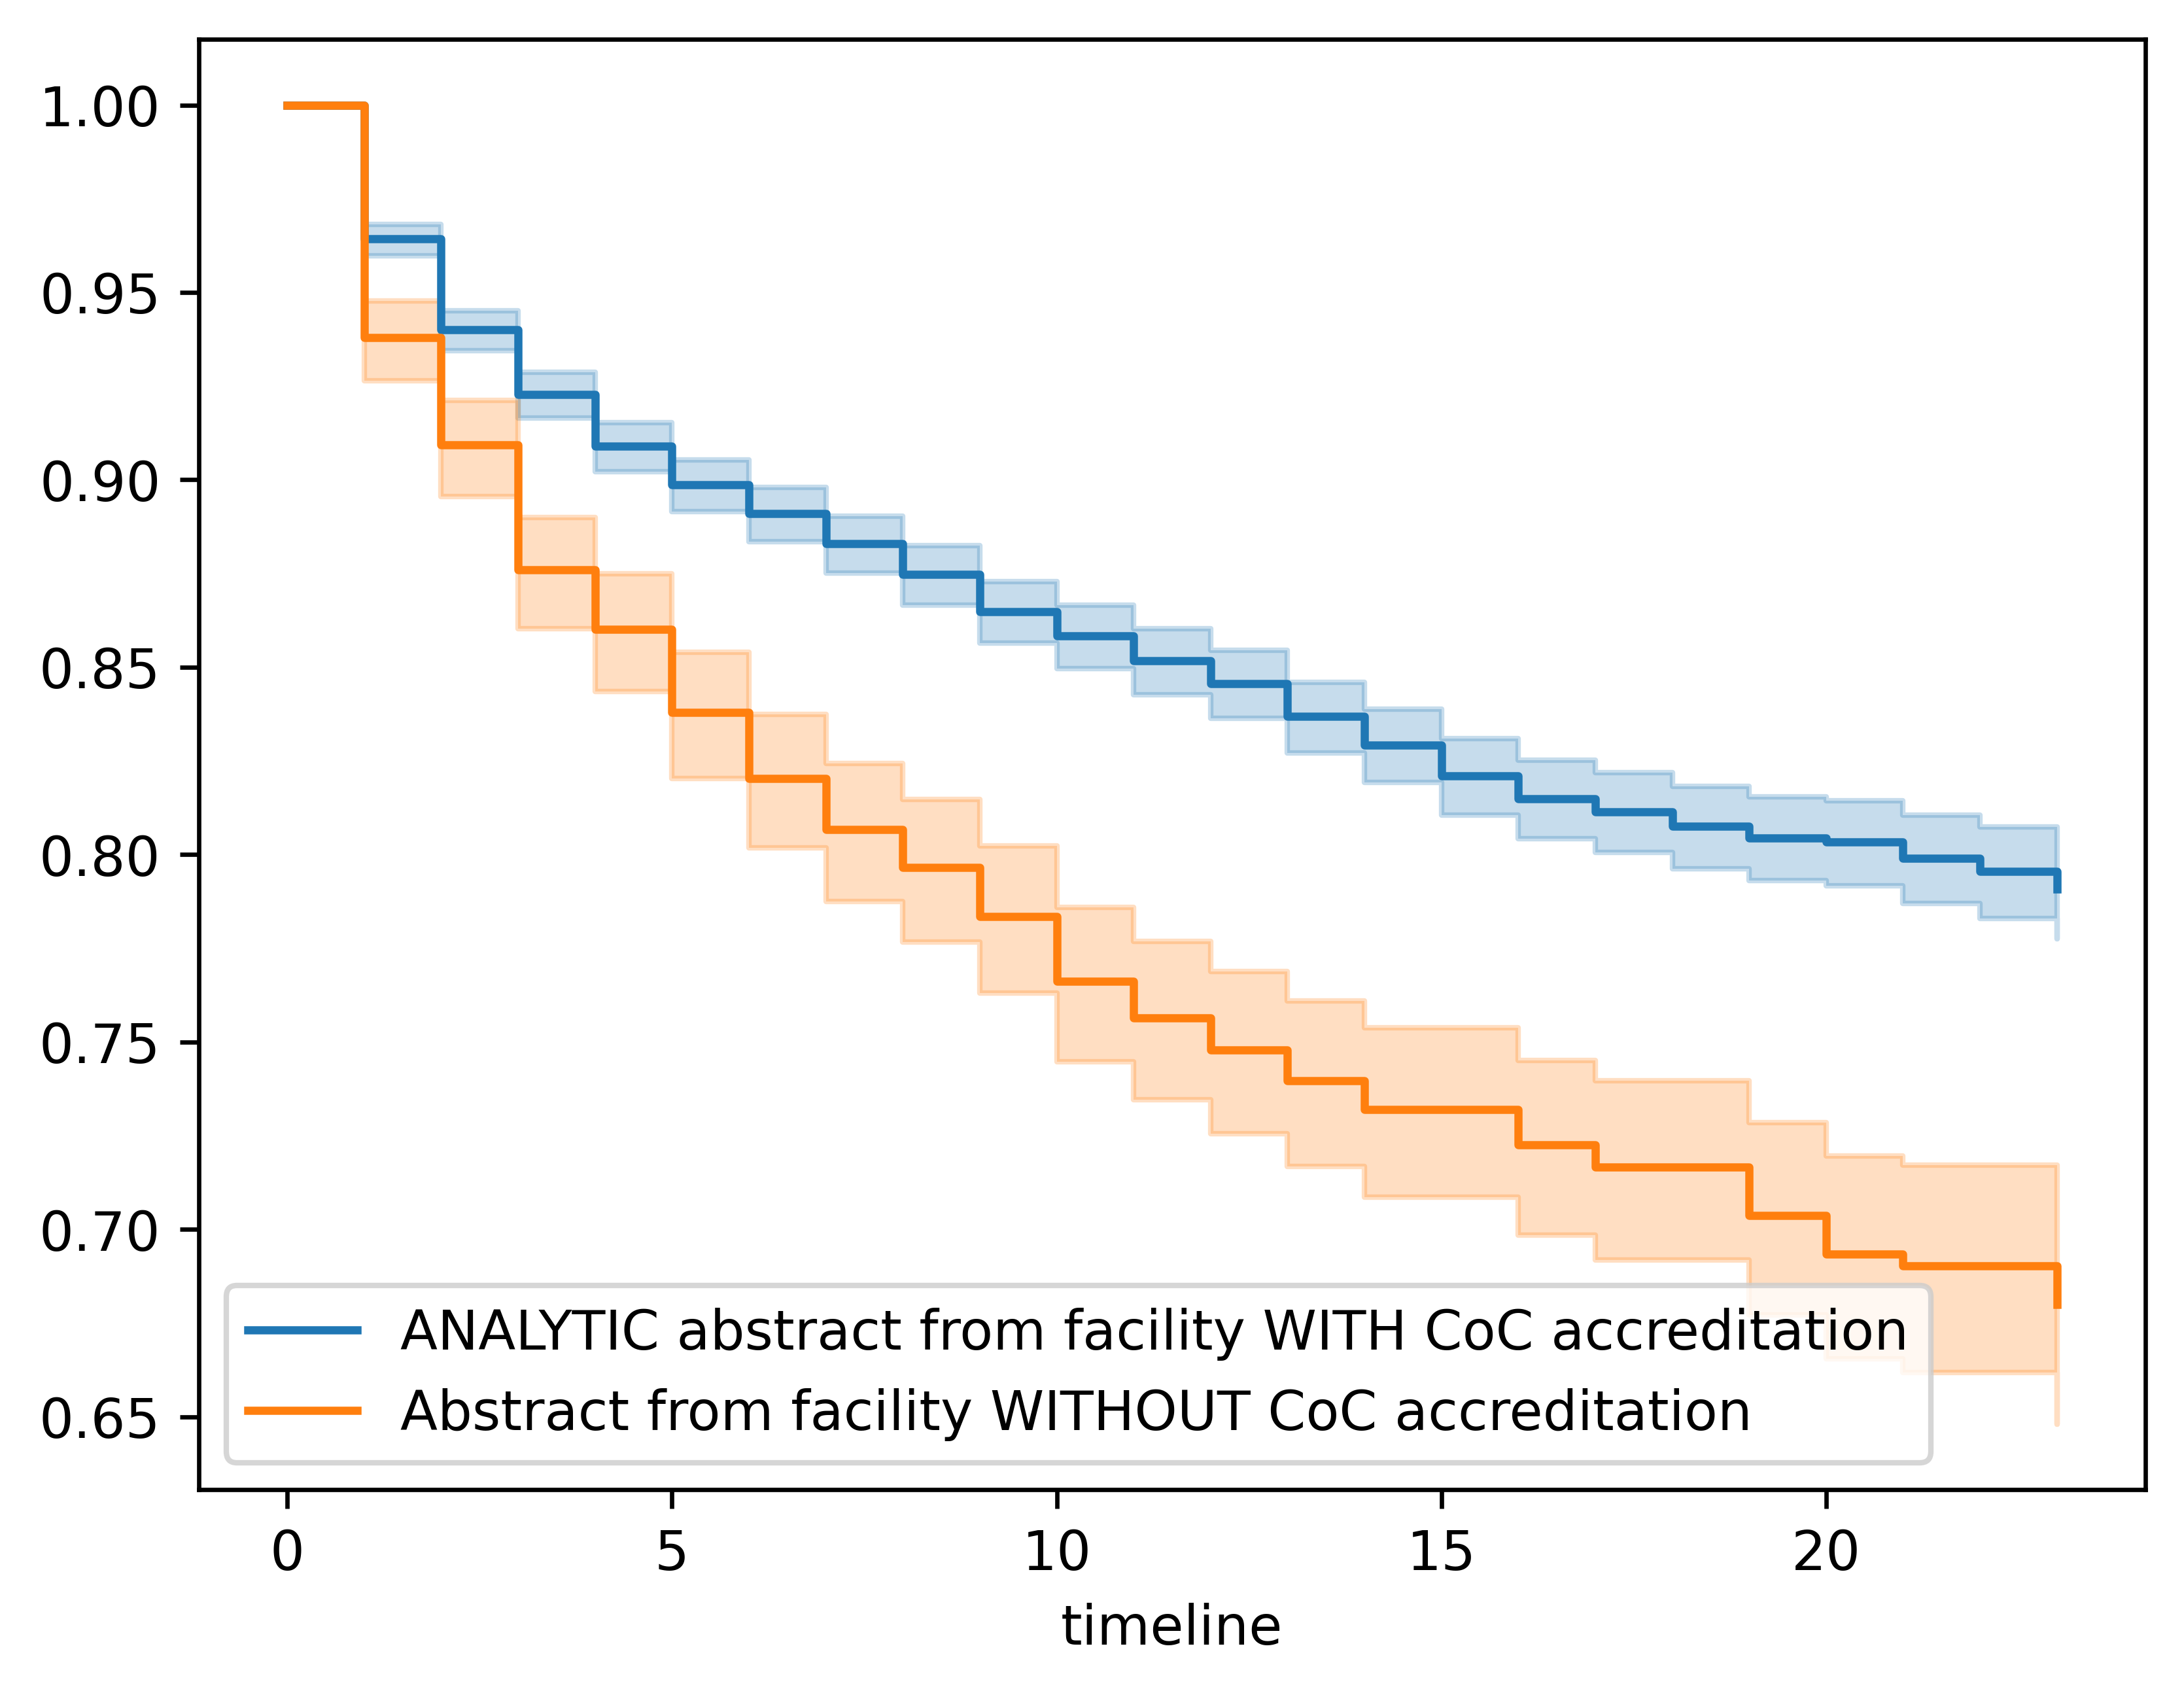 1.00
0.95
0.90
0.85
0.80
0.75
0.70
0.65
ANALYTIC abstract from facility WITH CoC accreditation
Abstract from facility WITHOUT CoC accreditation
0 5 10 15 20
timeline